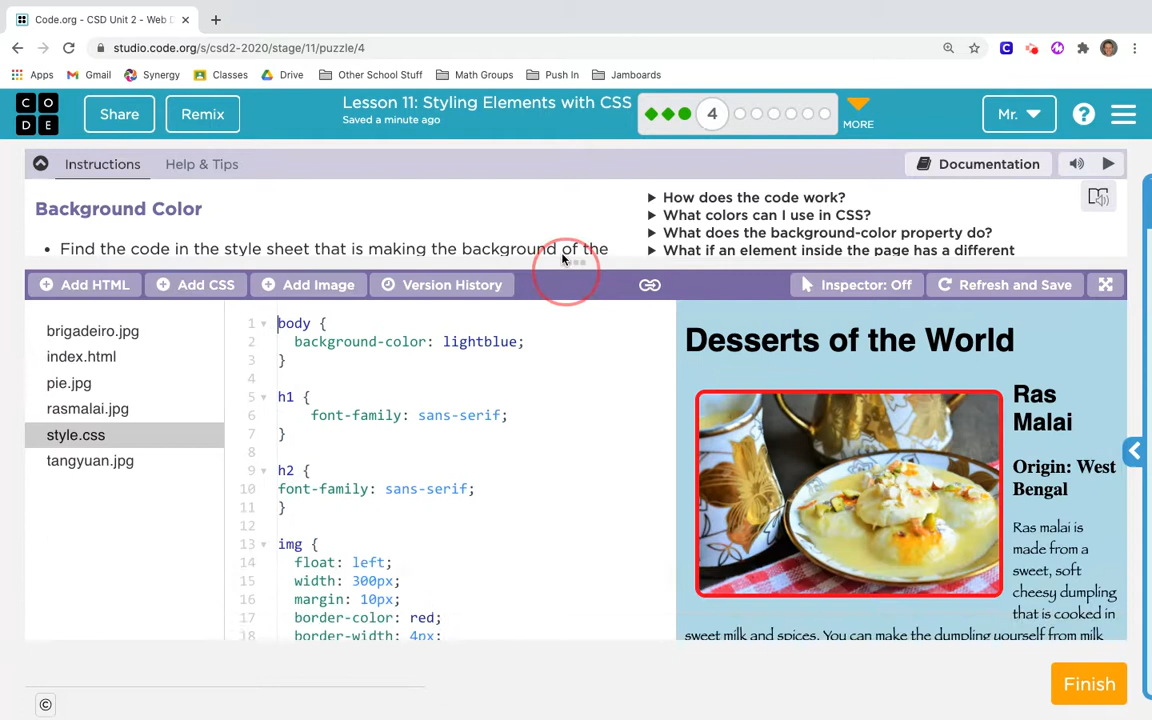 Code.org - CSD Unit 2 - Web D
studio.code.org/s/csd2-2020/stage/11/puzzle/4
Apps Gmail Synergy Classes Drive Other School Stuff Math Groups Push In Jamboards
C O D E
Share Remix
Lesson 11: Styling Elements with CSS
Saved a minute ago
4
MORE
Mr.
Instructions Help & Tips Documentation
Background Color
Find the code in the style sheet that is making the background of the
How does the code work?
What colors can I use in CSS?
What does the background-color property do?
What if an element inside the page has a different
Add HTML Add CSS Add Image Version History Inspector: Off Refresh and Save
brigadeiro.jpg
index.html
pie.jpg
rasmalai.jpg
style.css
tangyuan.jpg
1 body {
2 background-color: lightblue;
3 }
4
5 h1 {
6 font-family: sans-serif;
7 }
8
9 h2 {
10 font-family: sans-serif;
11 }
12
13 img {
14 float: left;
15 width: 300px;
16 margin: 10px;
17 border-color: red;
18 border-width: 4px;
Desserts of the World
Ras
Malai
Origin: West
Bengal
Ras malai is
made from a
sweet, soft
cheesy dumpling
that is cooked in
sweet milk and spices. You can make the dumpling yourself from milk
Finish
©